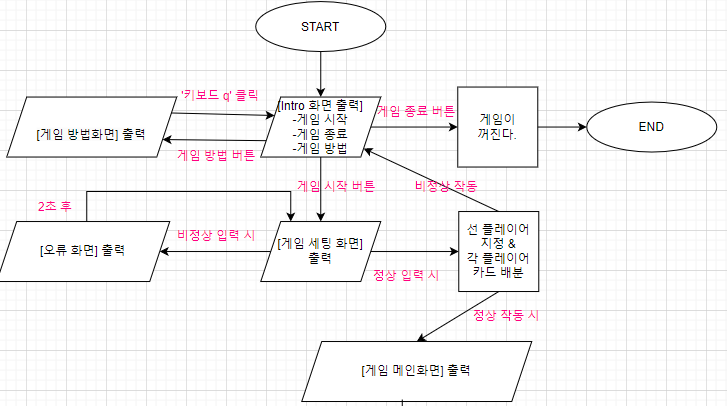 START
'키보드 q' 클릭
[게임 방법화면] 출력
게임 방법 버튼
[Intro 화면 출력]
-게임 시작
-게임 종료
-게임 방법
게임 종료 버튼
게임이
꺼진다.
END
게임 시작 버튼
비정상 작동
2초 후
[오류 화면] 출력
비정상 입력 시
[게임 세팅 화면]
출력
정상 입력 시
선 플레이어
지정 &
각 플레이어
카드 배분
정상 작동 시
[게임 메인화면] 출력